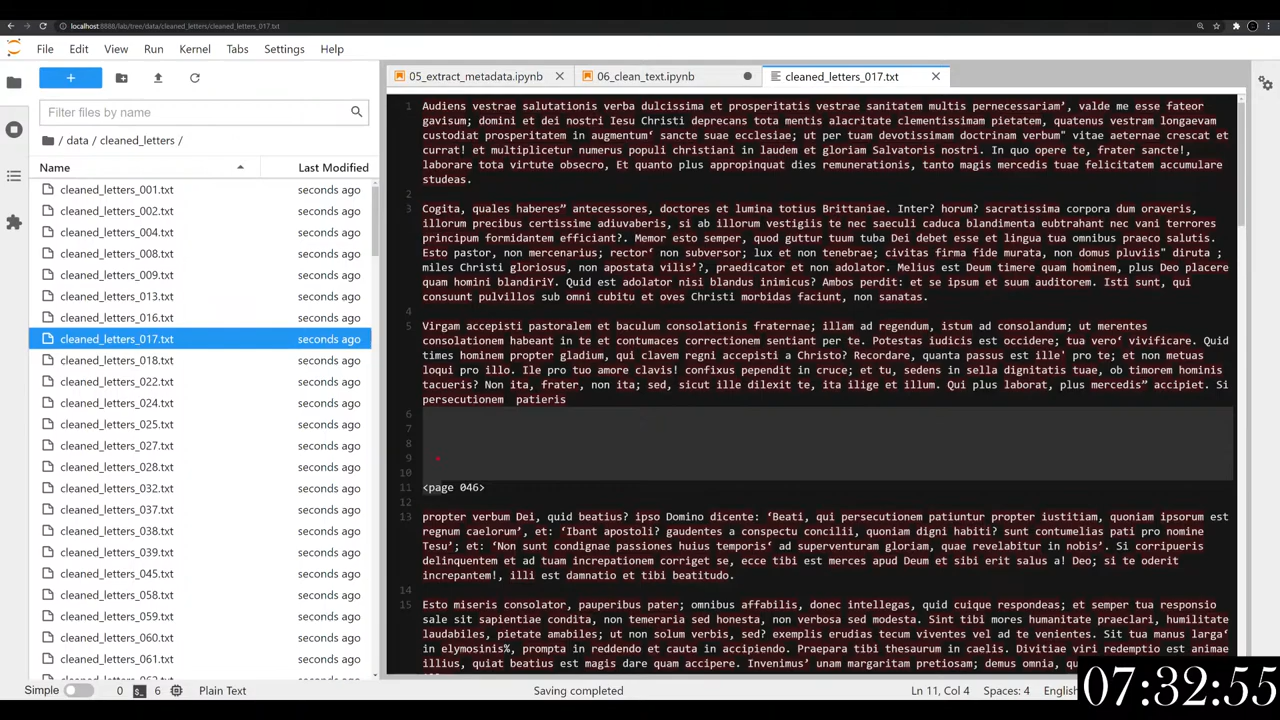 localhost:8888/lab/tree/data/cleaned_letters/cleaned_letters_017.txt
File Edit View Run Kernel Tabs Settings Help
05_extract_metadata.ipynb
06_clean_text.ipynb
cleaned_letters_017.txt
Filter files by name
/ data / cleaned_letters /
Name Last Modified
cleaned_letters_001.txt seconds ago
cleaned_letters_002.txt seconds ago
cleaned_letters_004.txt seconds ago
cleaned_letters_008.txt seconds ago
cleaned_letters_009.txt seconds ago
cleaned_letters_013.txt seconds ago
cleaned_letters_016.txt seconds ago
cleaned_letters_017.txt seconds ago
cleaned_letters_018.txt seconds ago
cleaned_letters_022.txt seconds ago
cleaned_letters_024.txt seconds ago
cleaned_letters_025.txt seconds ago
cleaned_letters_027.txt seconds ago
cleaned_letters_028.txt seconds ago
cleaned_letters_032.txt seconds ago
cleaned_letters_037.txt seconds ago
cleaned_letters_038.txt seconds ago
cleaned_letters_039.txt seconds ago
cleaned_letters_045.txt seconds ago
cleaned_letters_058.txt seconds ago
cleaned_letters_059.txt seconds ago
cleaned_letters_060.txt seconds ago
cleaned_letters_061.txt seconds ago
1 Audiens vestrae salutationis verba dulcissima et prosperitatis vestrae sanitatem multis pernecessariam’, valde me esse fateor
gavisum; domini et dei nostri Iesu Christi deprecans tota mentis alacritate clementissimam pietatem, quatenus vestram longaevam
custodiat prosperitatem in augmentum‘ sancte suae ecclesiae; ut per tuam devotissimam doctrinam verbum" vitae aeternae crescat et
currat! et multiplicetur numerus populi christiani in laudem et gloriam Salvatoris nostri. In quo opere te, frater sancte!,
laborare tota virtute obsecro, Et quanto plus appropinquat dies remunerationis, tanto magis mercedis tuae felicitatem accumulare
studeas.
2
3 Cogita, quales haberes” antecessores, doctores et lumina totius Brittaniae. Inter? horum? sacratissima corpora dum oraveris,
illorum precibus certissime adiuvaberis, si ab illorum vestigiis te nec saeculi caduca blandimenta eubtrahant nec vani terrores
principum formidantem efficiant?. Memor esto semper, quod guttur tuum tuba Dei debet esse et lingua tua omnibus praeco salutis.
Esto pastor, non mercenarius; rector‘ non subversor; lux et non tenebrae; civitas firma fide murata, non domus pluviis" diruta ;
miles Christi gloriosus, non apostata vilis’?, praedicator et non adolator. Melius est Deum timere quam hominem, plus Deo placere
quam homini blandiriY. Quid est adolator nisi blandus inimicus? Ambos perdit: et se ipsum et suum auditorem. Isti sunt, qui
consuunt pulvillos sub omni cubitu et oves Christi morbidas faciunt, non sanatas.
4
5 Virgam accepisti pastoralem et baculum consolationis fraternae; illam ad regendum, istum ad consolandum; ut merentes
consolationem habeant in te et contumaces correctionem sentiant per te. Potestas iudicis est occidere; tua vero‘ vivificare. Quid
times hominem propter gladium, qui clavem regni accepisti a Christo? Recordare, quanta passus est ille' pro te; et non metuas
loqui pro illo. Ile pro tuo amore clavis! confixus pependit in cruce; et tu, sedens in sella dignitatis tuae, ob timorem hominis
tacueris? Non ita, frater, non ita; sed, sicut ille dilexit te, ita ilige et illum. Qui plus laborat, plus mercedis” accipiet. Si
persecutionem  patieris
6
7
8
9
10
11 <page 046>
12
13 propter verbum Dei, quid beatius? ipso Domino dicente: ‘Beati, qui persecutionem patiuntur propter iustitiam, quoniam ipsorum est
regnum caelorum’, et: ‘Ibant apostoli? gaudentes a conspectu concilii, quoniam digni habiti? sunt contumelias pati pro nomine
Tesu’; et: ‘Non sunt condignae passiones huius temporis‘ ad superventuram gloriam, quae revelabitur in nobis’. Si corripueris
delinquentem et ad tuam increpationem corriget se, ecce tibi est merces apud Deum et sibi erit salus a! Deo; si te oderit
increpantem!, illi est damnatio et tibi beatitudo.
14
15 Esto miseris consolator, pauperibus pater; omnibus affabilis, donec intellegas, quid cuique respondeas; et semper tua responsio
sale sit sapientiae condita, non temeraria sed honesta, non verbosa sed modesta. Sint tibi mores humanitate praeclari, humilitate
laudabiles, pietate amabiles; ut non solum verbis, sed? exemplis erudias tecum viventes vel ad te venientes. Sit tua manus larga‘
in elymosinis%, prompta in reddendo et cauta in accipiendo. Praepara tibi thesaurum in caelis. Divitiae viri redemptio est animae
illius, quiat beatius est magis dare quam accipere. Invenimus’ unam margaritam pretiosam; demus omnia,
Simple 0 6 Plain Text Saving completed Ln 11, Col 4 Spaces: 4 English
07:32:55